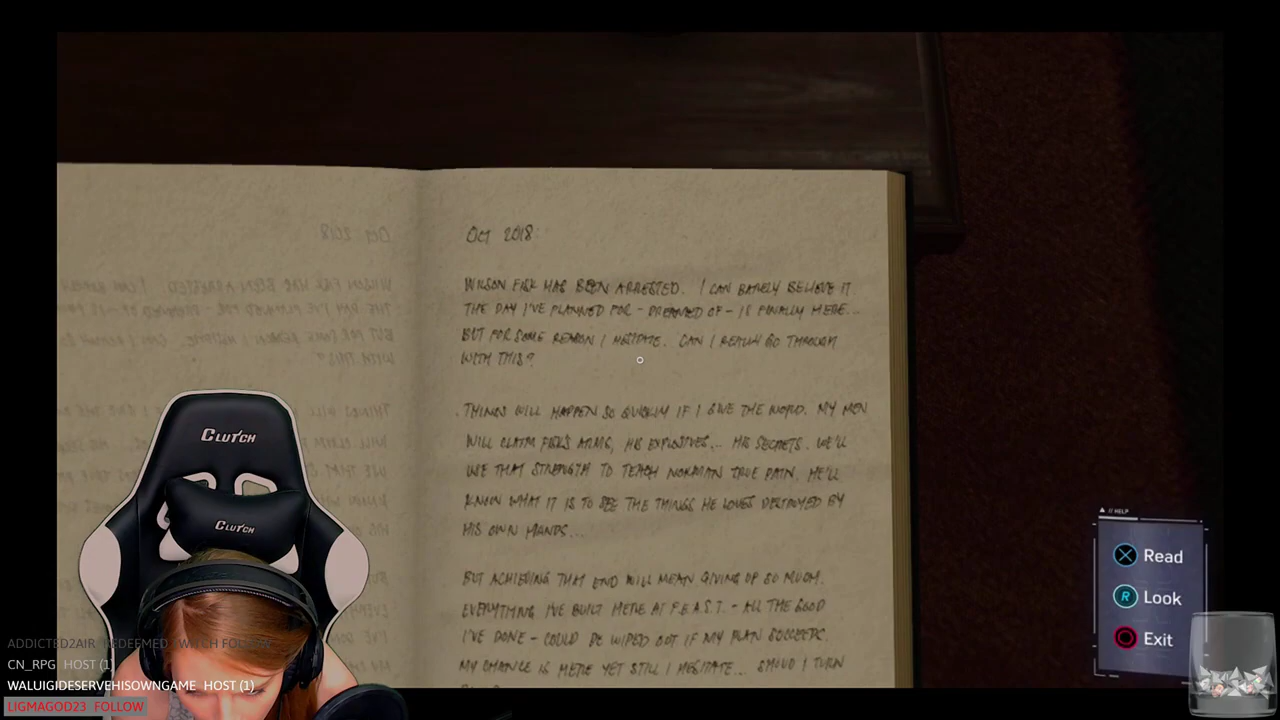 Oct 2018
WILSON FISK HAS BEEN ARRESTED. I CAN BARELY BELIEVE IT.
THE DAY I'VE PLANNED FOR - DREAMED OF - IS FINALLY HERE...
BUT FOR SOME REASON I HESITATE. CAN I REALLY GO THROUGH
WITH THIS?
THINGS WILL HAPPEN SO QUICKLY IF I GIVE THE WORD. MY MEN
WILL CLAIM FISK'S ARMS, HIS EXPLOSIVES... HIS SECRETS. WE'LL
USE THAT STRENGTH TO TEACH NORMAN TRUE PAIN. HE'LL
KNOW WHAT IT IS TO SEE THE THINGS HE LOVES DESTROYED BY
HIS OWN HANDS...
BUT ACHIEVING THAT END WILL MEAN GIVING UP SO MUCH.
EVERYTHING I'VE BUILT HERE AT F.E.A.S.T. - ALL THE GOOD
I'VE DONE - COULD BE WIPED OUT IF MY PLAN SUCCEEDS.
MY CHANCE IS HERE YET STILL I HESITATE... SHOULD I TURN
// HELP
Read
R Look
Exit
CLUTCH
CLUTCH
ADDICTED2AIR REDEEMED
CN_RPG HOST (1)
WALUIGIDESERVEHISOWNGAME HOST (1)
LIGMAGOD23 FOLLOW